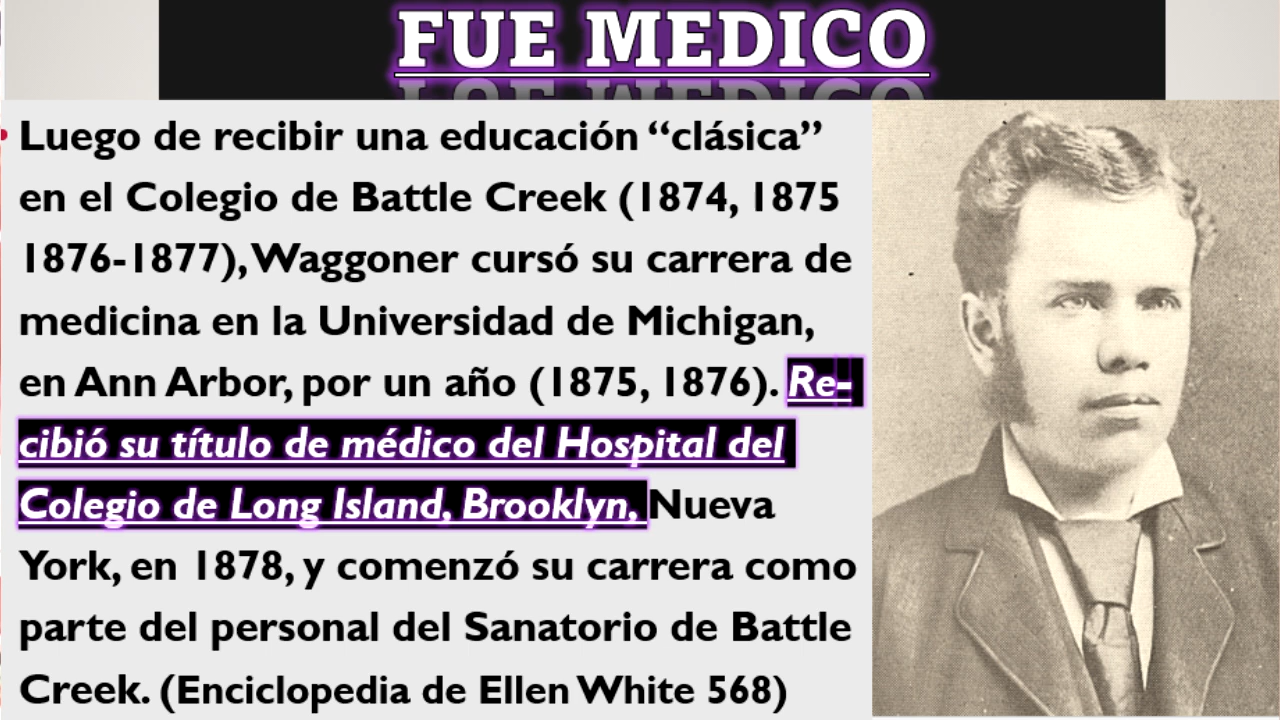 FUE MEDICO
• Luego de recibir una educación “clásica”
en el Colegio de Battle Creek (1874, 1875
1876-1877), Waggoner cursó su carrera de
medicina en la Universidad de Michigan,
en Ann Arbor, por un año (1875, 1876). Re-
cibió su título de médico del Hospital del
Colegio de Long Island, Brooklyn, Nueva
York, en 1878, y comenzó su carrera como
parte del personal del Sanatorio de Battle
Creek. (Enciclopedia de Ellen White 568)